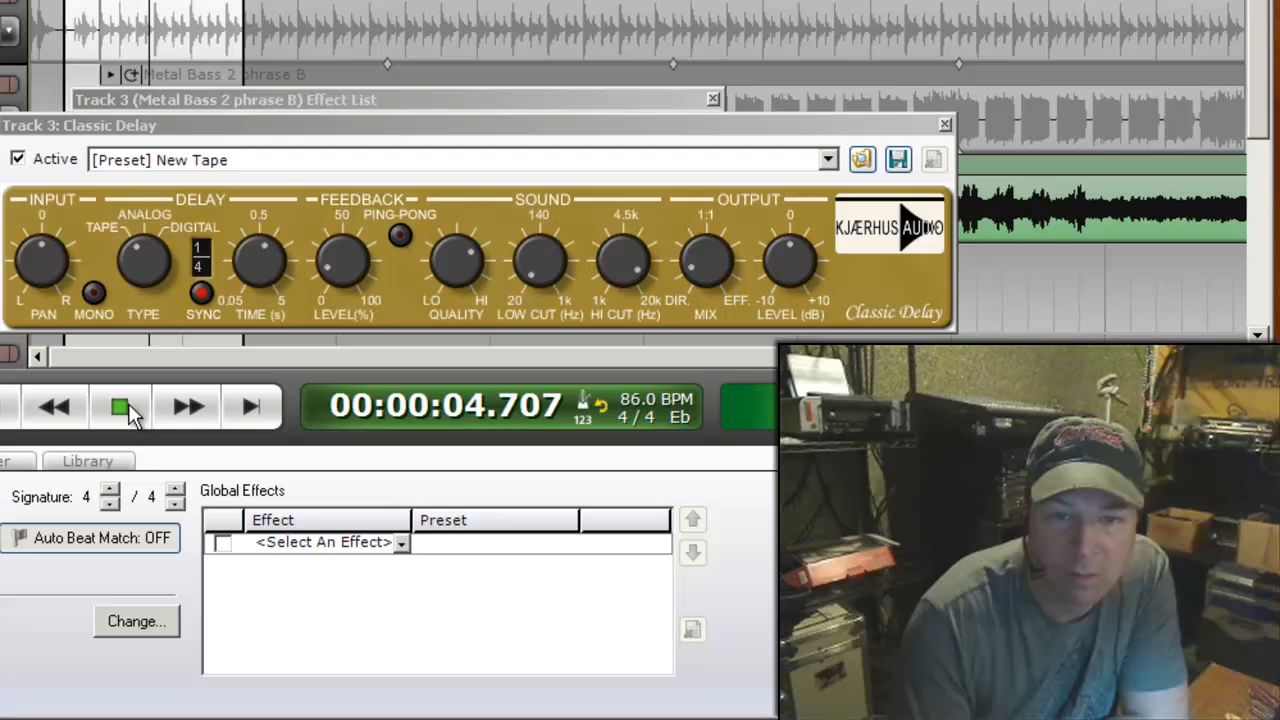 Metal Bass 2 phrase B
Track 3 (Metal Bass 2 phrase B) Effect List
Track 3: Classic Delay
Active [Preset] New Tape
INPUT DELAY FEEDBACK SOUND OUTPUT
0 ANALOG 0.5 50 PING-PONG 140 4.5k 1:1 0
TAPE DIGITAL
KJÆRHUS AUDIO
1
4
L R 0.05 5 0 100 LO HI 20 1k 1k 20k DIR. EFF. -10 +10
PAN MONO TYPE SYNC TIME (s) LEVEL(%) QUALITY LOW CUT (Hz) HI CUT (Hz) MIX LEVEL (dB) Classic Delay
00:00:04.707 123 86.0 BPM
4 / 4 Eb
er Library
Signature: 4 / 4 Global Effects
Effect Preset
Auto Beat Match: OFF
<Select An Effect>
Change...